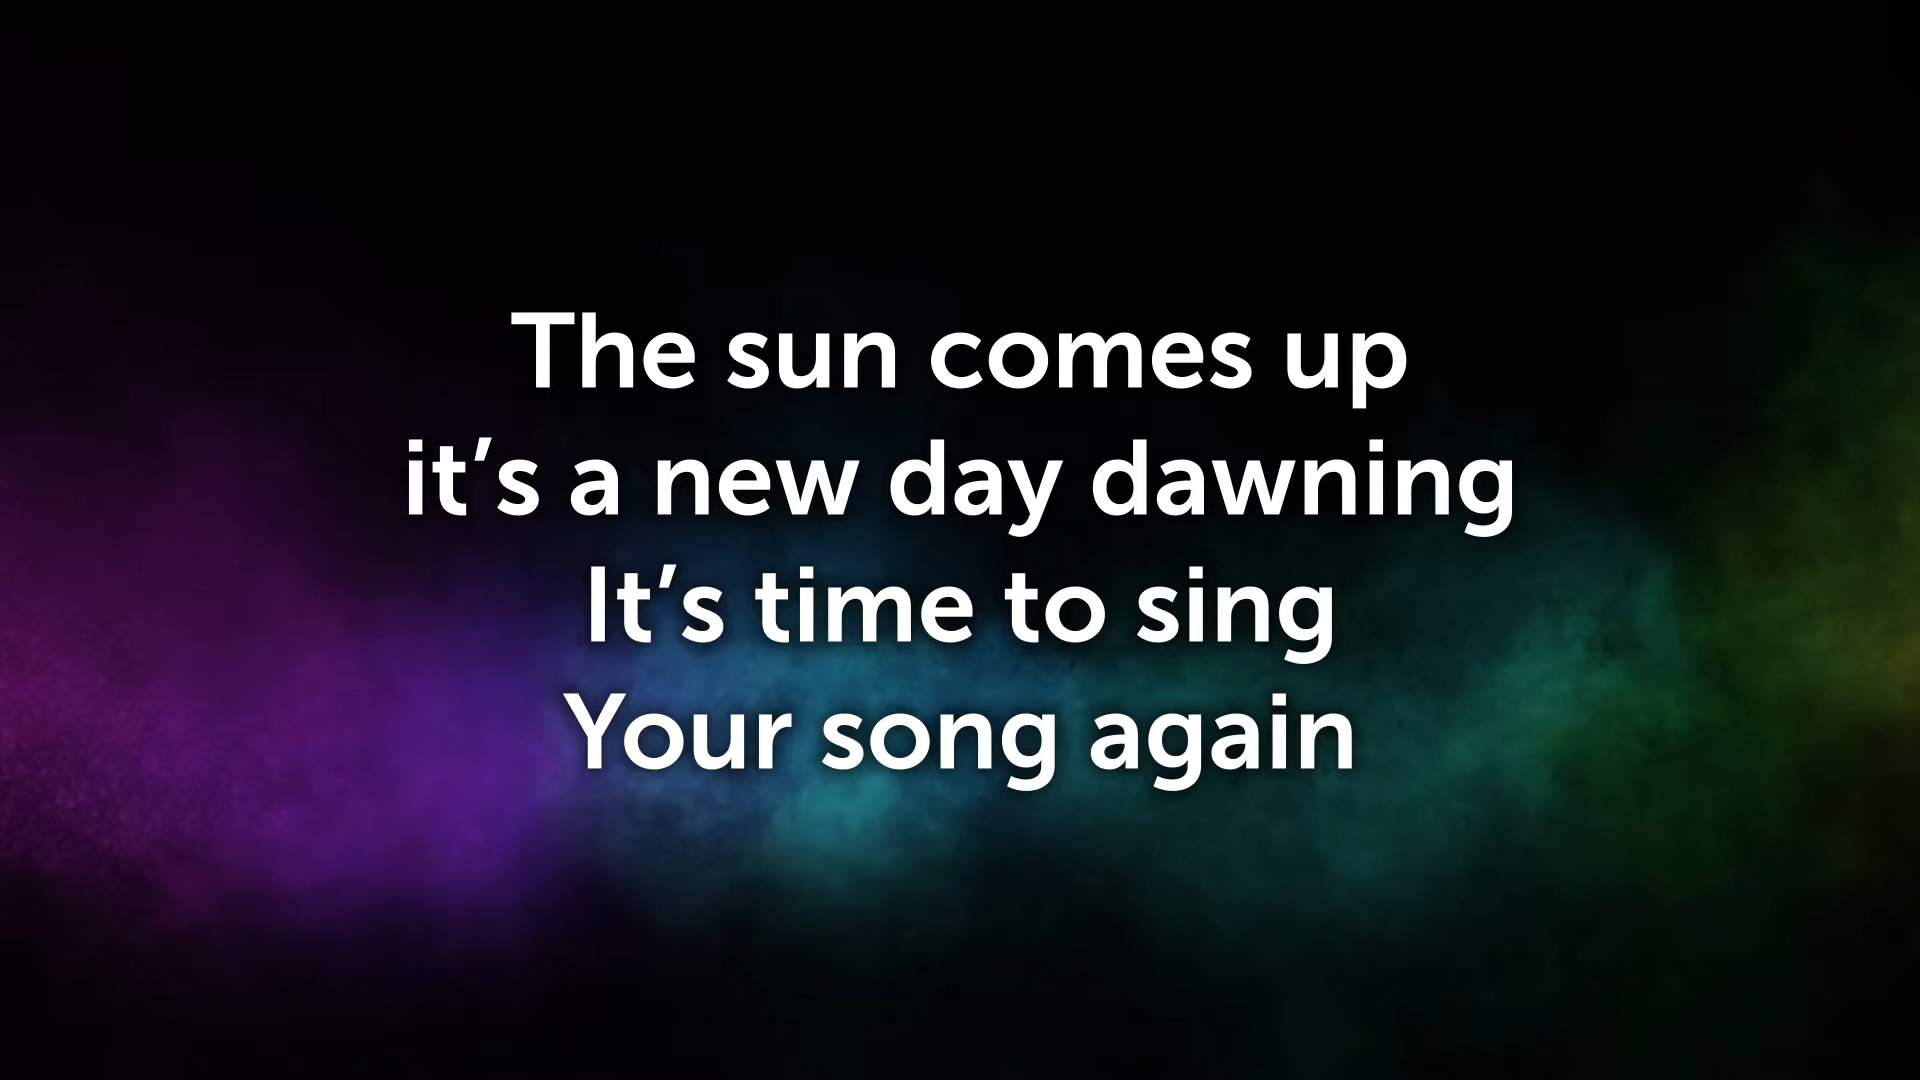 The sun comes up
it’s a new day dawning
It’s time to sing
Your song again